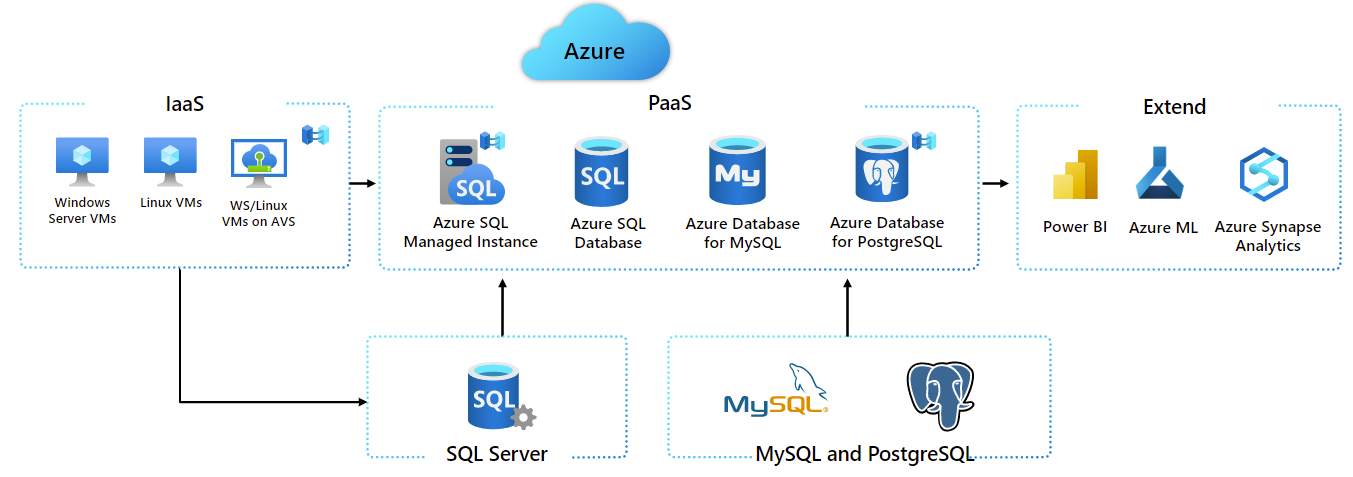 Azure
IaaS
PaaS
Extend
Windows
Server VMs
Linux VMs
WS/Linux
VMs on AVS
SQL
Azure SQL
Managed Instance
SQL
Azure SQL
Database
My
Azure Database
for MySQL
Azure Database
for PostgreSQL
Power BI
Azure ML
Azure Synapse
Analytics
SQL
SQL Server
MySQL®
MySQL and PostgreSQL